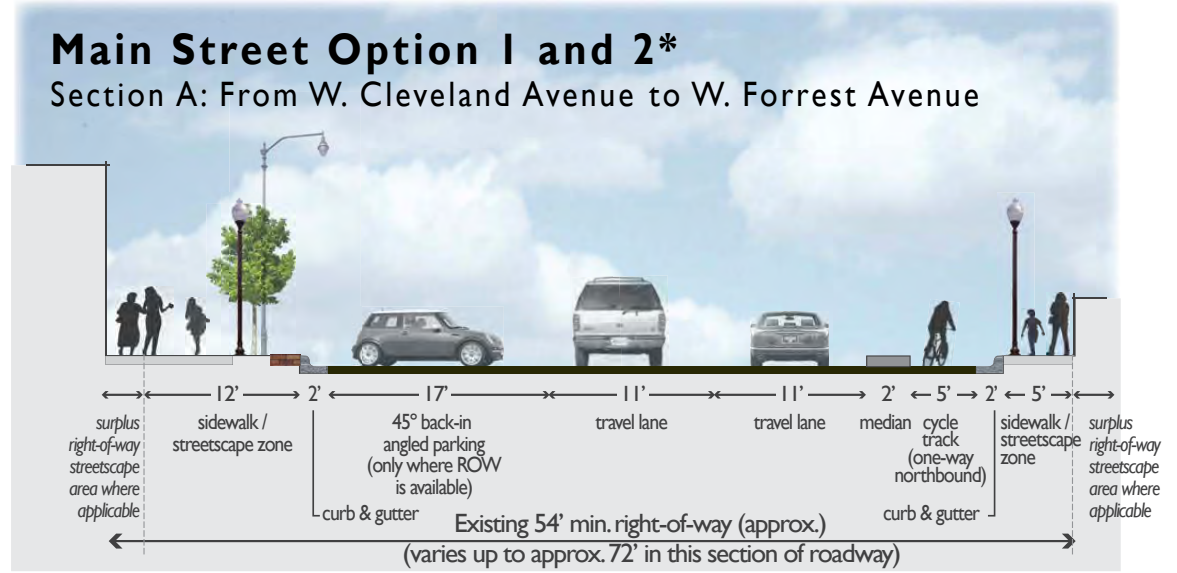 Main Street Option 1 and 2*
Section A: From W. Cleveland Avenue to W. Forrest Avenue
12’
2’
17’
11’
11’
2’
5’
2’
5’
surplus
right-of-way
streetscape
area where
applicable
sidewalk /
streetscape zone
curb & gutter
45º back-in
angled parking
(only where ROW
is available)
travel lane
travel lane
median
cycle
track
(one-way
northbound)
curb & gutter
sidewalk /
streetscape
zone
surplus
right-of-way
streetscape
area where
applicable
Existing 54’ min. right-of-way (approx.)
(varies up to approx. 72’ in this section of roadway)